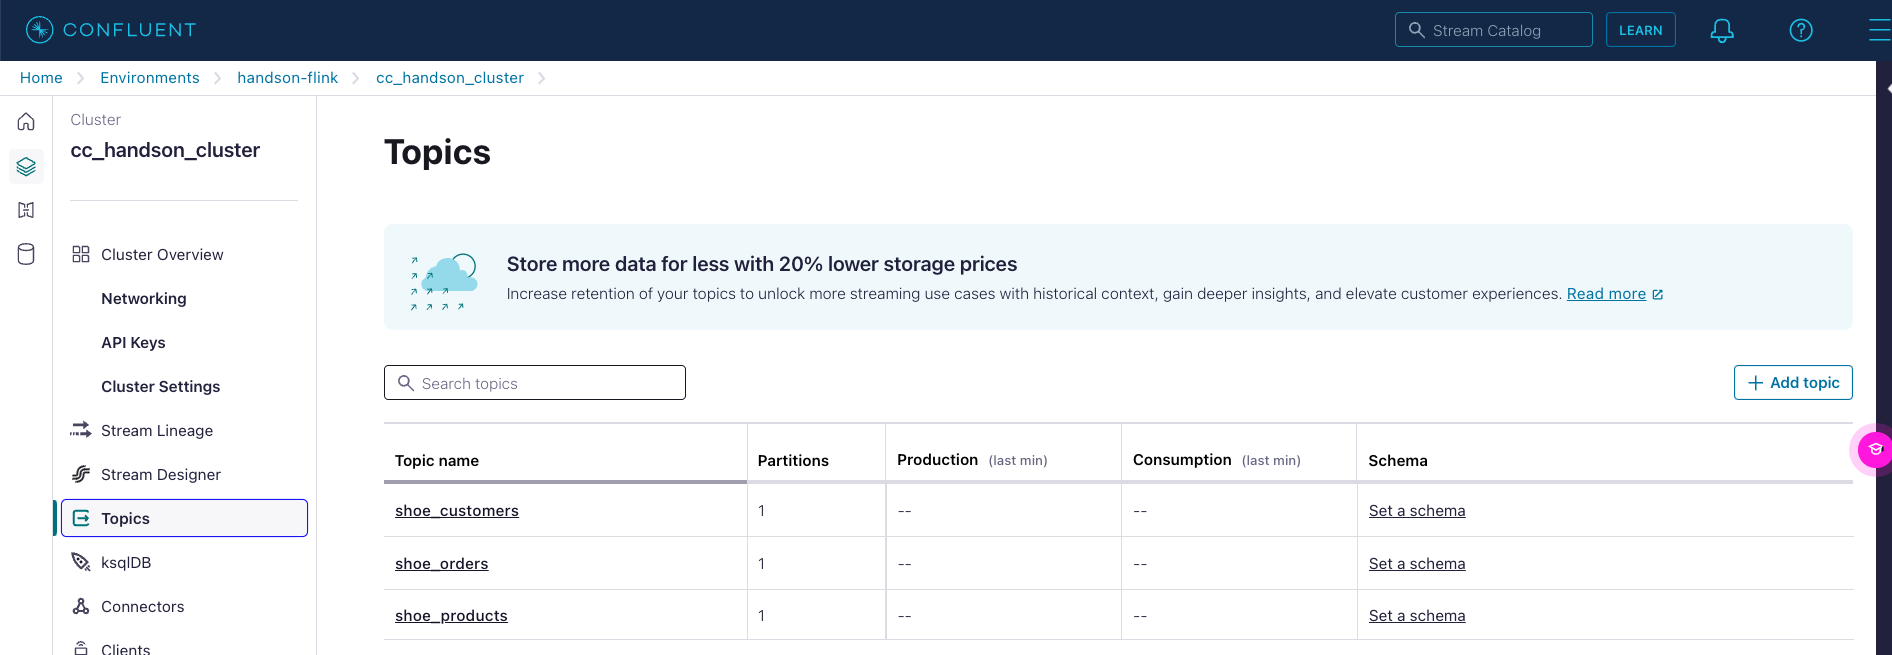 CONFLUENT
Stream Catalog
LEARN
Home
Environments
handson-flink
cc_handson_cluster
Cluster
cc_handson_cluster
Cluster Overview
Networking
API Keys
Cluster Settings
Stream Lineage
Stream Designer
Topics
ksqlDB
Connectors
Clients
Topics
Store more data for less with 20% lower storage prices
Increase retention of your topics to unlock more streaming use cases with historical context, gain deeper insights, and elevate customer experiences. Read more
Search topics
Add topic
Topic name Partitions Production (last min) Consumption (last min) Schema
shoe_customers 1 -- -- Set a schema
shoe_orders 1 -- -- Set a schema
shoe_products 1 -- -- Set a schema